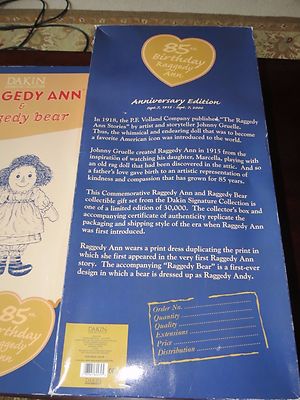 DAKIN
GGEDY ANN
&
gedy bear
85th
Birthday
Raggedy
Ann
85th
Birthday
Raggedy
Ann
Anniversary Edition
Sept. 7, 1915 - Sept. 7, 2000
In 1918, the P.F. Volland Company published "The Raggedy
Ann Stories" by artist and storyteller Johnny Gruelle.
Thus, the whimsical and endearing doll that was to become
a favorite American icon was introduced to the world.
Johnny Gruelle created Raggedy Ann in 1915 from the
inspiration of watching his daughter, Marcella, playing with
an old rag doll that had been discovered in the attic. And so
a father's love gave birth to an artistic representation of
kindness and compassion that has grown for 85 years.
This Commemorative Raggedy Ann and Raggedy Bear
collectible gift set from the Dakin Signature Collection is
one of a limited edition of 30,000. The collector's box and
accompanying certificate of authenticity replicate the
packaging and shipping style of the era when Raggedy Ann
was first introduced.
Raggedy Ann wears a print dress duplicating the print in
which she first appeared in the very first Raggedy Ann
story. The accompanying "Raggedy Bear" is a first-ever
design in which a bear is dressed up as Raggedy Andy.
Order No.
Quantity
Quality
Extensions
Price
Distribution
DAKIN
DAKIN